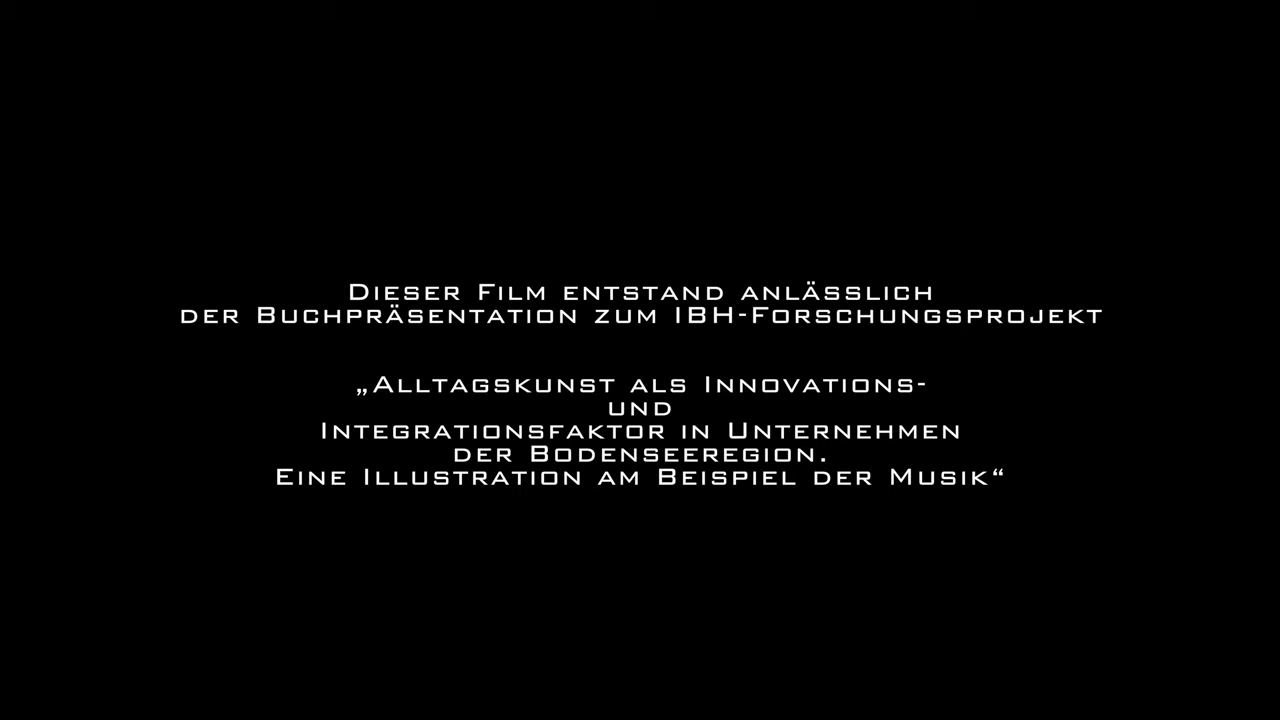 Dieser Film entstand anlässlich
der Buchpräsentation zum IBH-Forschungsprojekt
„Alltagskunst als Innovations-
und
Integrationsfaktor in Unternehmen
der Bodenseeregion.
Eine Illustration am Beispiel der Musik“